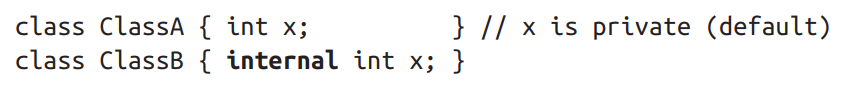 class ClassA { int x;          } // x is private (default)
class ClassB { internal int x; }